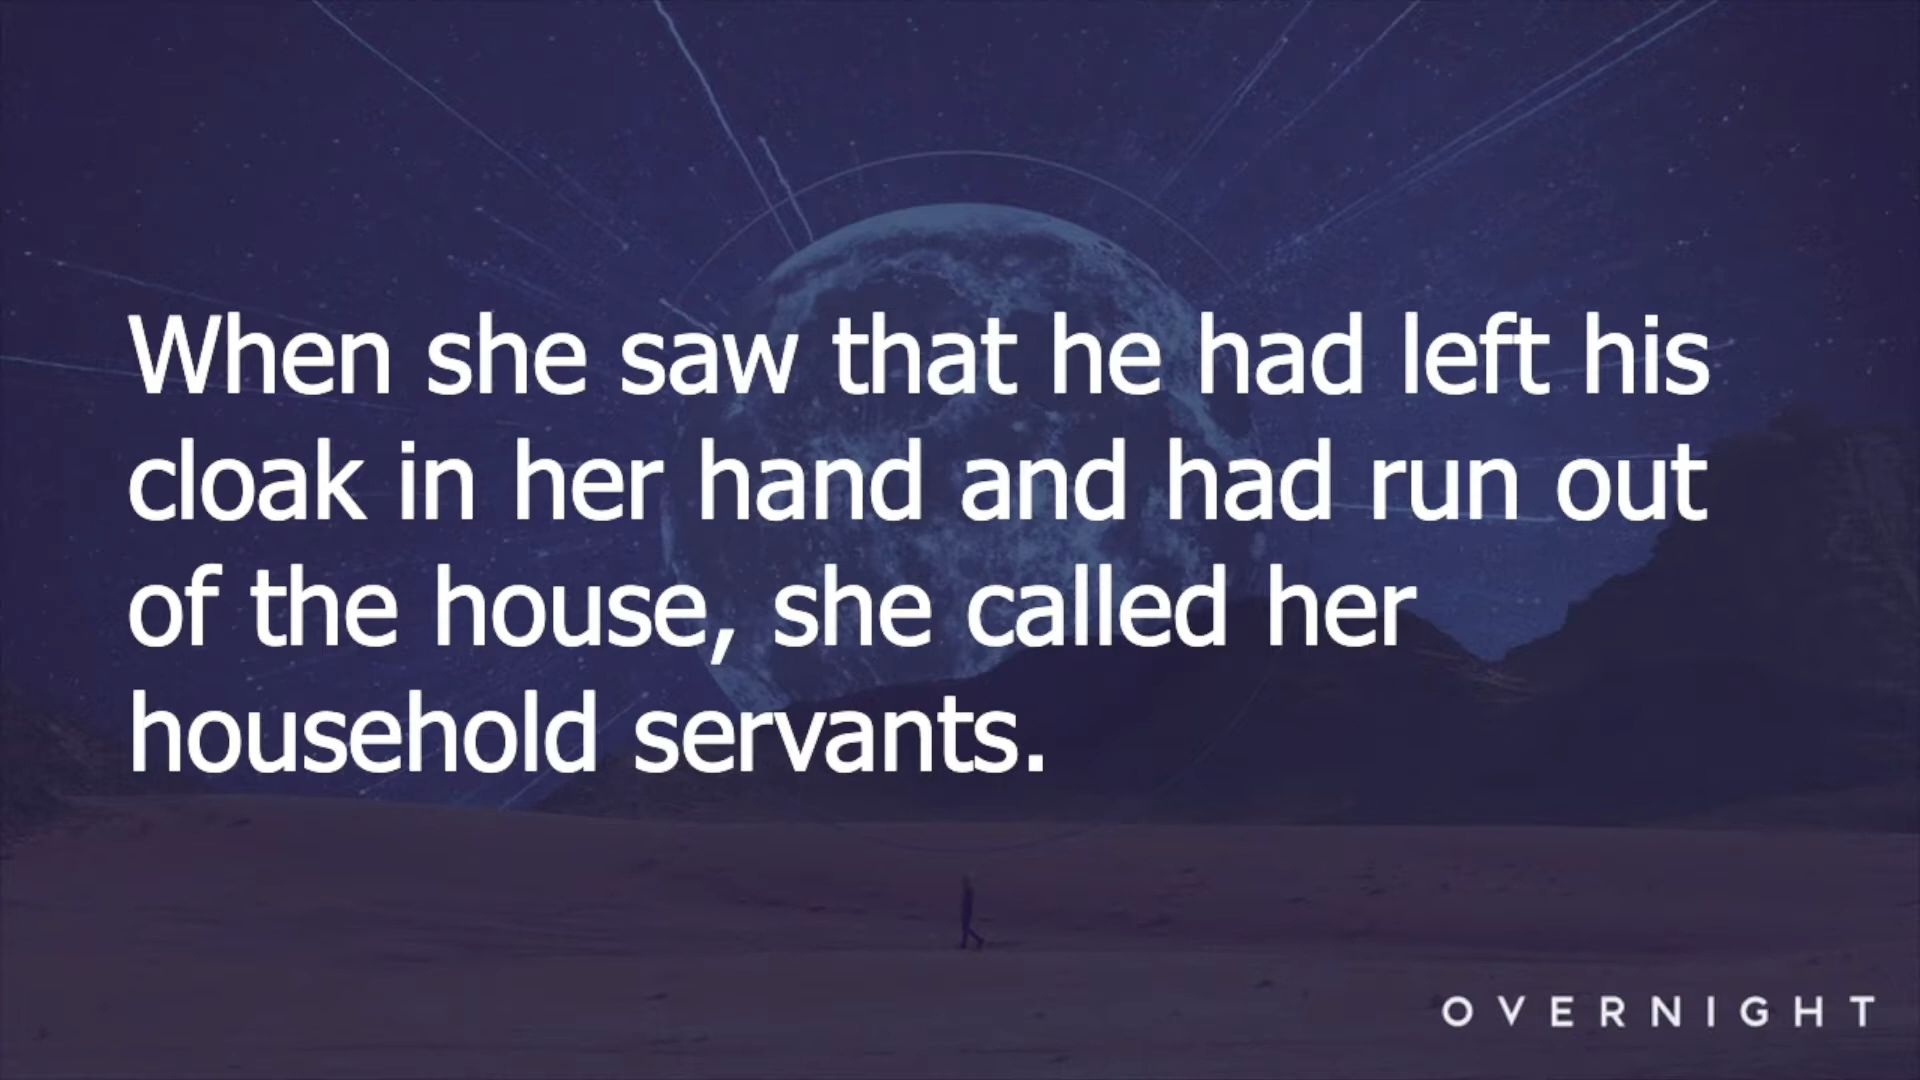 When she saw that he had left his
cloak in her hand and had run out
of the house, she called her
household servants.
OVERNIGHT